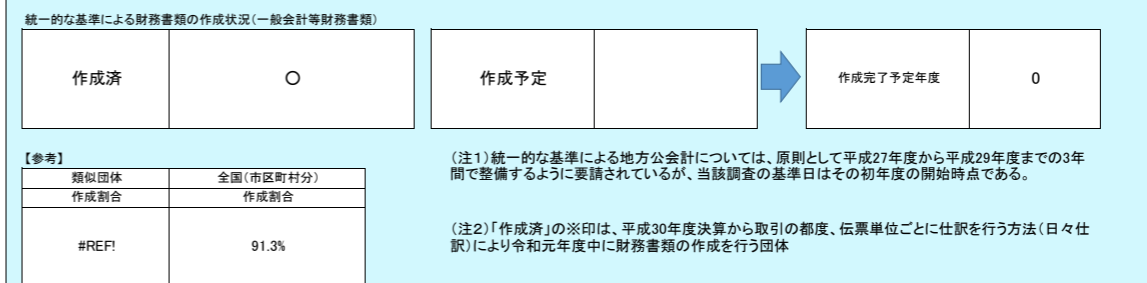 統一的な基準による財務書類の作成状況（一般会計等財務書類）
作成済
○
作成予定
作成完了予定年度
0
【参考】
類似団体
全国（市区町村分）
作成割合
作成割合
#REF!
91.3%
（注１）統一的な基準による地方公会計については、原則として平成27年度から平成29年度までの3年
間で整備するように要請されているが、当該調査の基準日はその初年度の開始時点である。
（注２）「作成済」の※印は、平成30年度決算から取引の都度、伝票単位ごとに仕訳を行う方法（日々仕
訳）により令和元年度中に財務書類の作成を行う団体